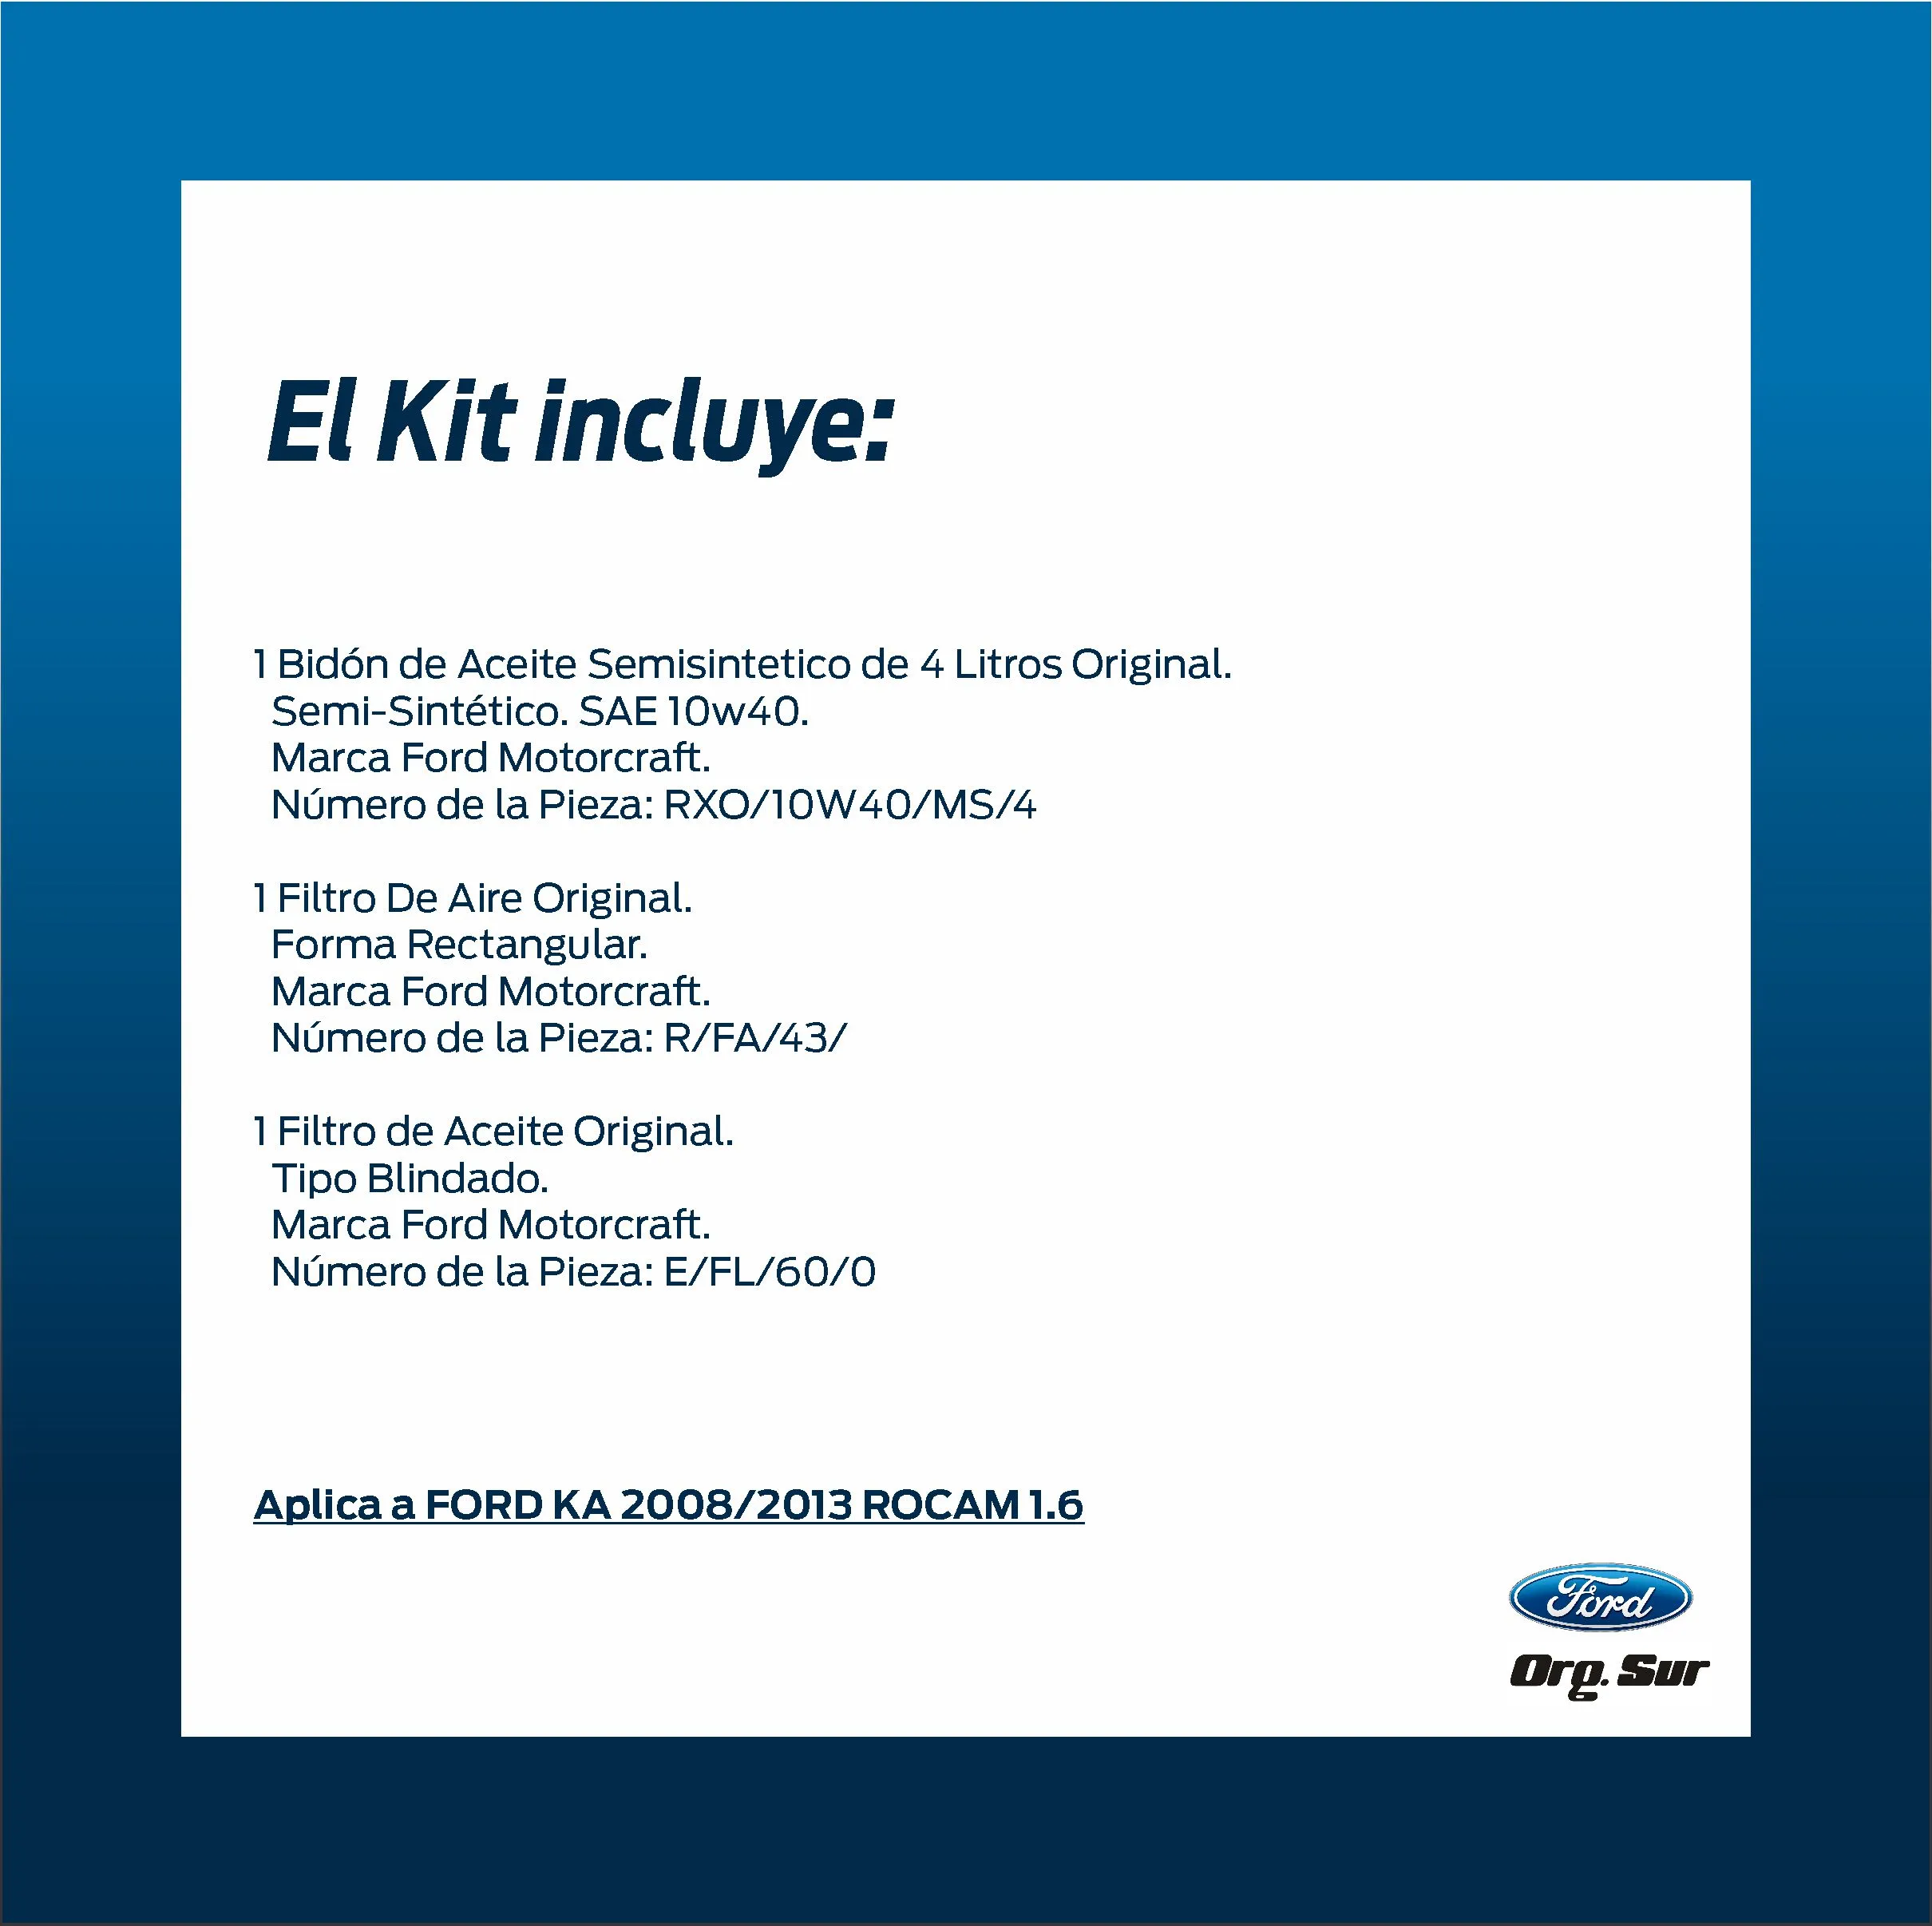 El Kit incluye:
1 Bidón de Aceite Semisintetico de 4 Litros Original.
Semi-Sintético. SAE 10w40.
Marca Ford Motorcraft.
Número de la Pieza: RXO/10W40/MS/4
1 Filtro De Aire Original.
Forma Rectangular.
Marca Ford Motorcraft.
Número de la Pieza: R/FA/43/
1 Filtro de Aceite Original.
Tipo Blindado.
Marca Ford Motorcraft.
Número de la Pieza: E/FL/60/0
Aplica a FORD KA 2008/2013 ROCAM 1.6
Ford
Org. Sur